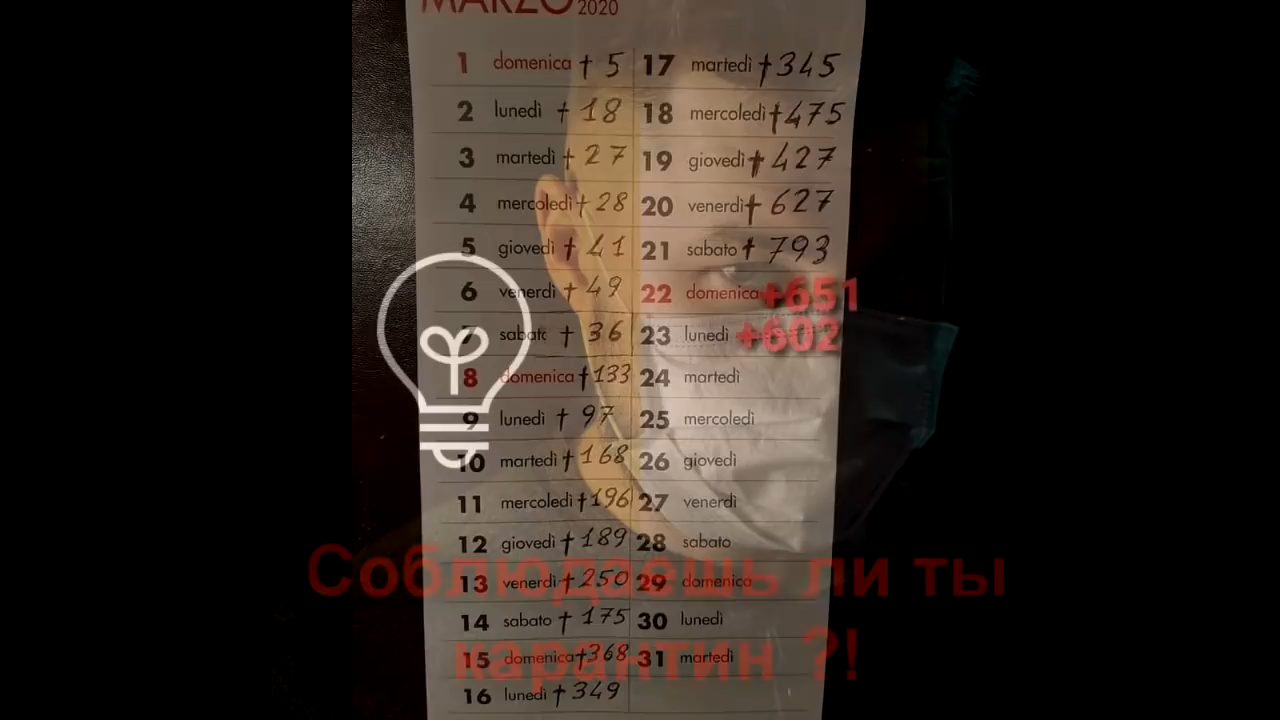 MARZO 2020
1 domenica † 5
2 lunedì † 18
3 martedì † 27
4 mercoledì † 28
5 giovedì † 41
6 venerdì † 49
7 sabato † 36
8 domenica † 133
9 lunedì † 97
10 martedì † 168
11 mercoledì † 196
12 giovedì † 189
13 venerdì † 250
14 sabato † 175
15 domenica † 368
16 lunedì † 349
17 martedì † 345
18 mercoledì † 475
19 giovedì † 427
20 venerdì † 627
21 sabato † 793
22 domenica +651
23 lunedì +602
24 martedì
25 mercoledì
26 giovedì
27 venerdì
28 sabato
29 domenica
30 lunedì
31 martedì
Соблюдаешь ли ты
карантин ?!